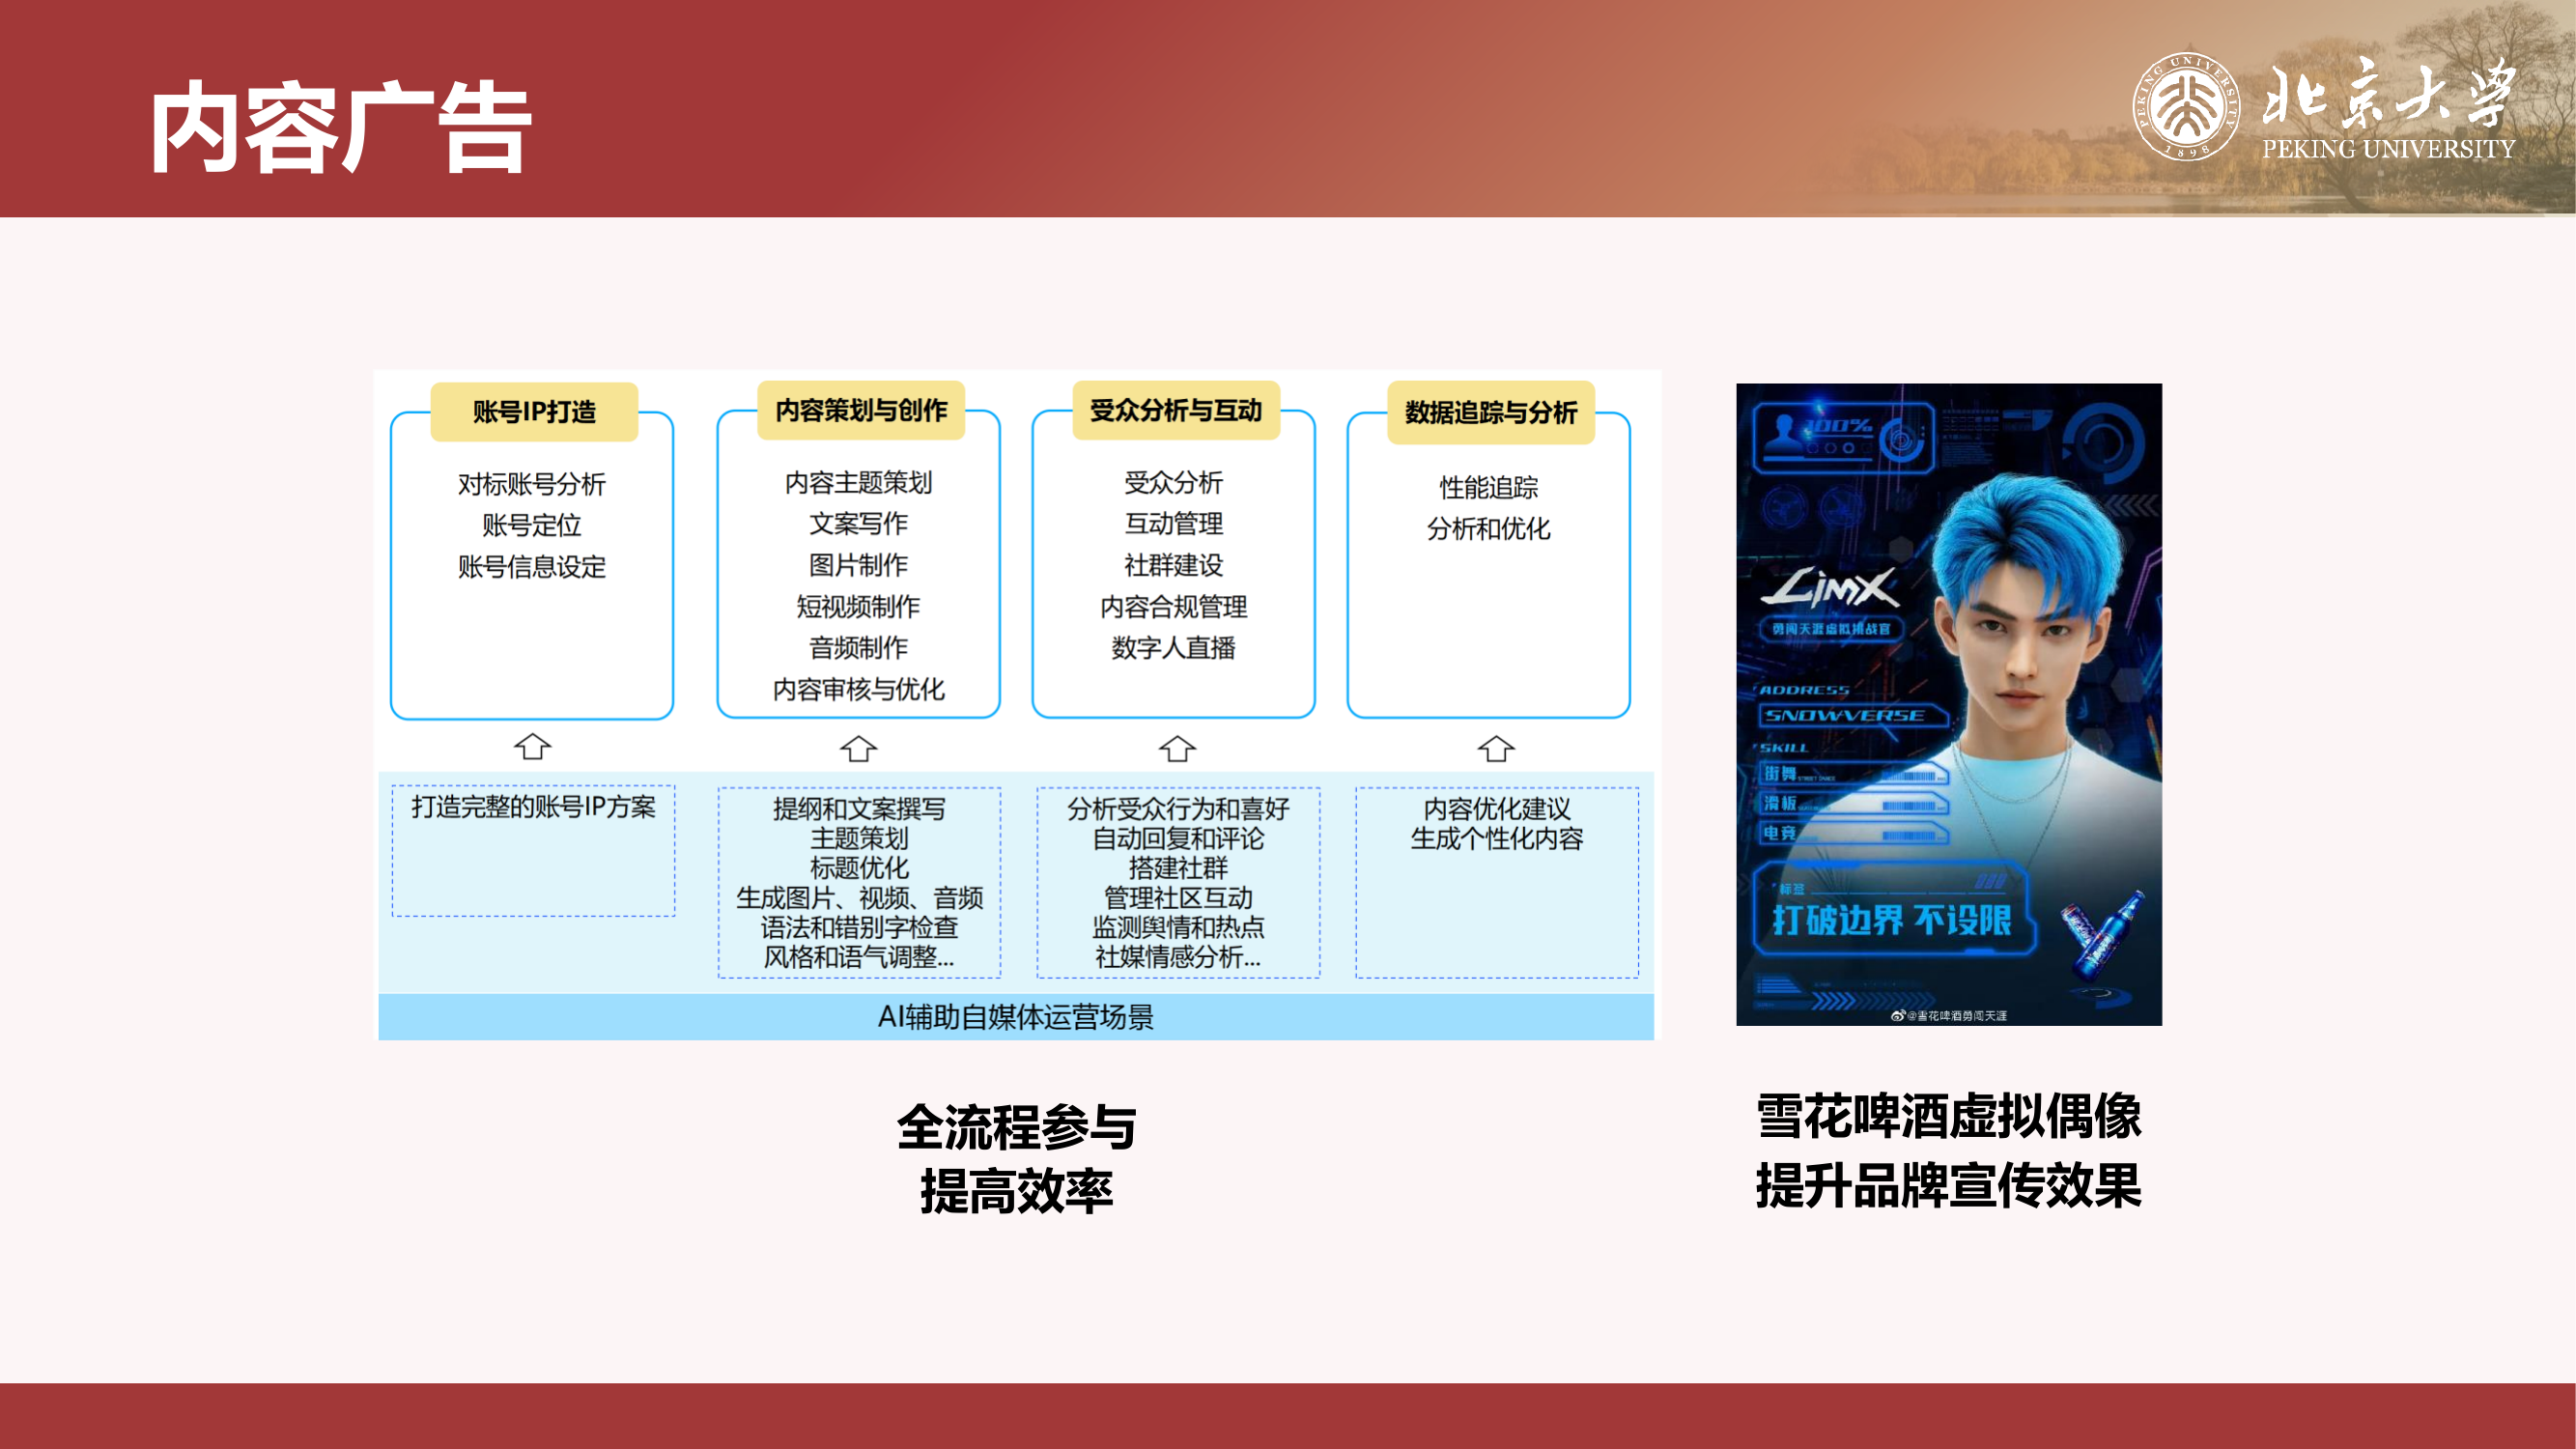 内容广告
PEKING UNIVERSITY
1898
北京大学
PEKING UNIVERSITY
账号IP打造
对标账号分析
账号定位
账号信息设定
内容策划与创作
内容主题策划
文案写作
图片制作
短视频制作
音频制作
内容审核与优化
受众分析与互动
受众分析
互动管理
社群建设
内容合规管理
数字人直播
数据追踪与分析
性能追踪
分析和优化
打造完整的账号IP方案
提纲和文案撰写
主题策划
标题优化
生成图片、视频、音频
语法和错别字检查
风格和语气调整...
分析受众行为和喜好
自动回复和评论
搭建社群
管理社区互动
监测舆情和热点
社媒情感分析...
内容优化建议
生成个性化内容
AI辅助自媒体运营场景
全流程参与
提高效率
100%
LimX
勇闯天涯虚拟挑战官
ADDRESS
SNOWVERSE
SKILL
街舞
滑板
电竞
标签
打破边界 不设限
@雪花啤酒勇闯天涯
雪花啤酒虚拟偶像
提升品牌宣传效果